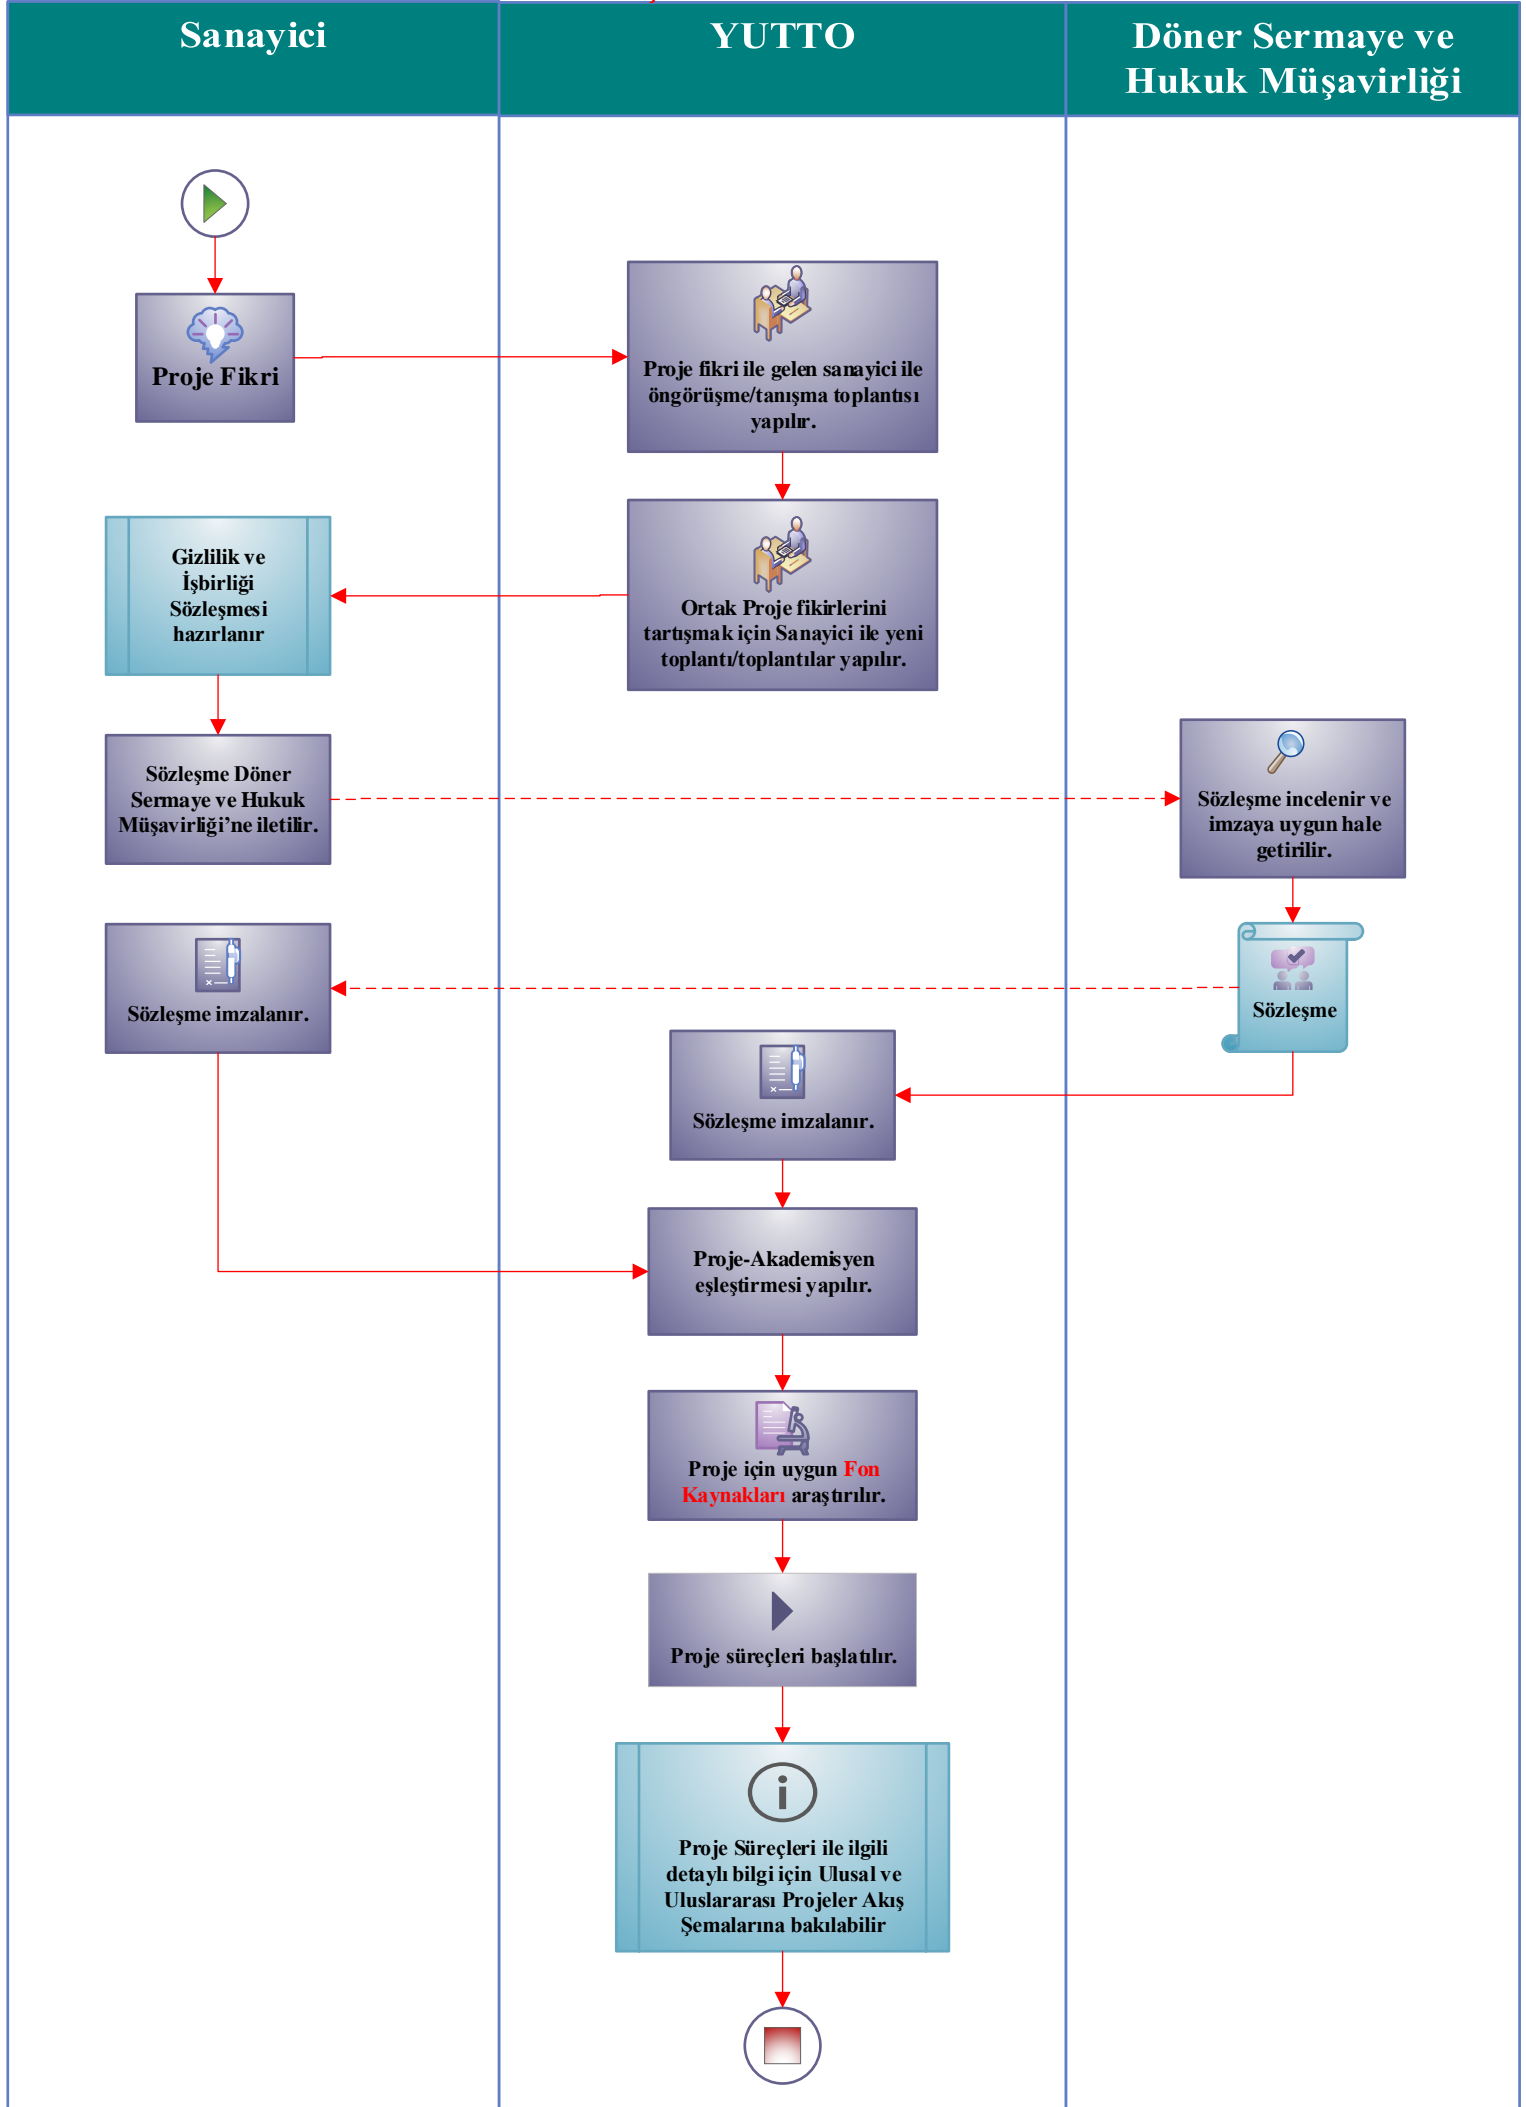 Sanayici
YUTTO
Döner Sermaye ve
Hukuk Müşavirliği
Proje Fikri
Proje fikri ile gelen sanayici ile
öngörüşme/tanışma toplantısı
yapılır.
Ortak Proje fikirlerini
tartışmak için Sanayici ile yeni
toplantı/toplantılar yapılır.
Gizlilik ve
İşbirliği
Sözleşmesi
hazırlanır
Sözleşme Döner
Sermaye ve Hukuk
Müşavirliği’ne iletilir.
Sözleşme incelenir ve
imzaya uygun hale
getirilir.
Sözleşme
Sözleşme imzalanır.
Sözleşme imzalanır.
Proje-Akademisyen
eşleştirmesi yapılır.
Proje için uygun Fon
Kaynakları araştırılır.
Proje süreçleri başlatılır.
Proje Süreçleri ile ilgili
detaylı bilgi için Ulusal ve
Uluslararası Projeler Akış
Şemalarına bakılabilir